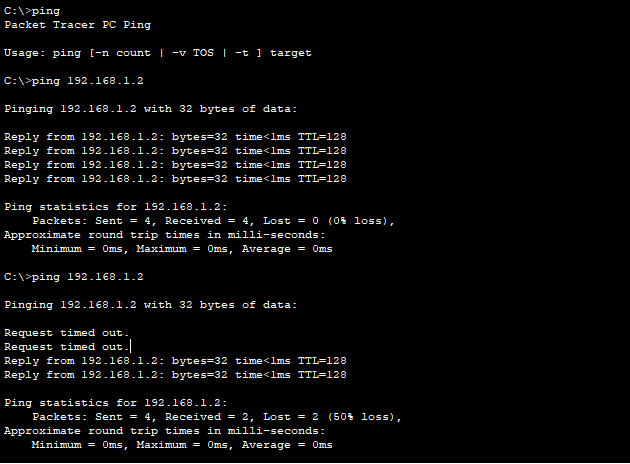 C:\>ping
Packet Tracer PC Ping
Usage: ping [-n count | -v TOS | -t ] target
C:\>ping 192.168.1.2
Pinging 192.168.1.2 with 32 bytes of data:
Reply from 192.168.1.2: bytes=32 time<1ms TTL=128
Reply from 192.168.1.2: bytes=32 time<1ms TTL=128
Reply from 192.168.1.2: bytes=32 time<1ms TTL=128
Reply from 192.168.1.2: bytes=32 time<1ms TTL=128
Ping statistics for 192.168.1.2:
    Packets: Sent = 4, Received = 4, Lost = 0 (0% loss),
Approximate round trip times in milli-seconds:
    Minimum = 0ms, Maximum = 0ms, Average = 0ms
C:\>ping 192.168.1.2
Pinging 192.168.1.2 with 32 bytes of data:
Request timed out.
Request timed out.
Reply from 192.168.1.2: bytes=32 time<1ms TTL=128
Reply from 192.168.1.2: bytes=32 time<1ms TTL=128
Ping statistics for 192.168.1.2:
    Packets: Sent = 4, Received = 2, Lost = 2 (50% loss),
Approximate round trip times in milli-seconds:
    Minimum = 0ms, Maximum = 0ms, Average = 0ms